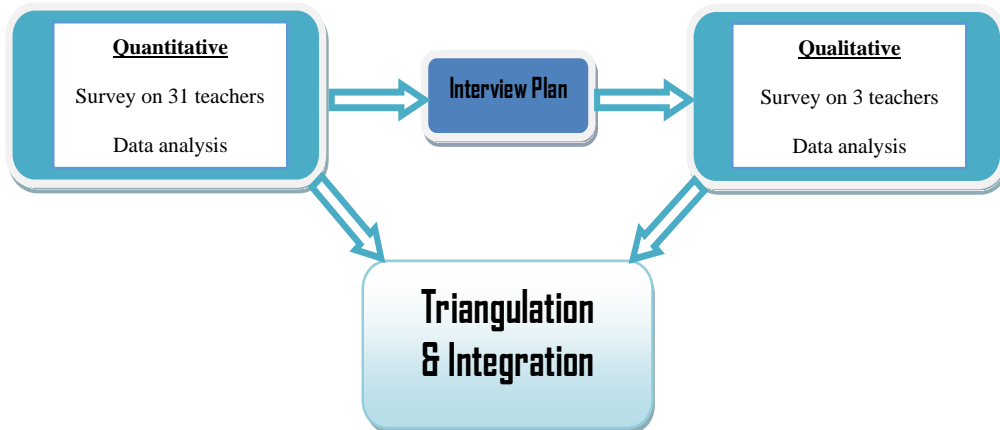 Quantitative
Survey on 31 teachers
Data analysis
Interview Plan
Qualitative
Survey on 3 teachers
Data analysis
Triangulation
& Integration